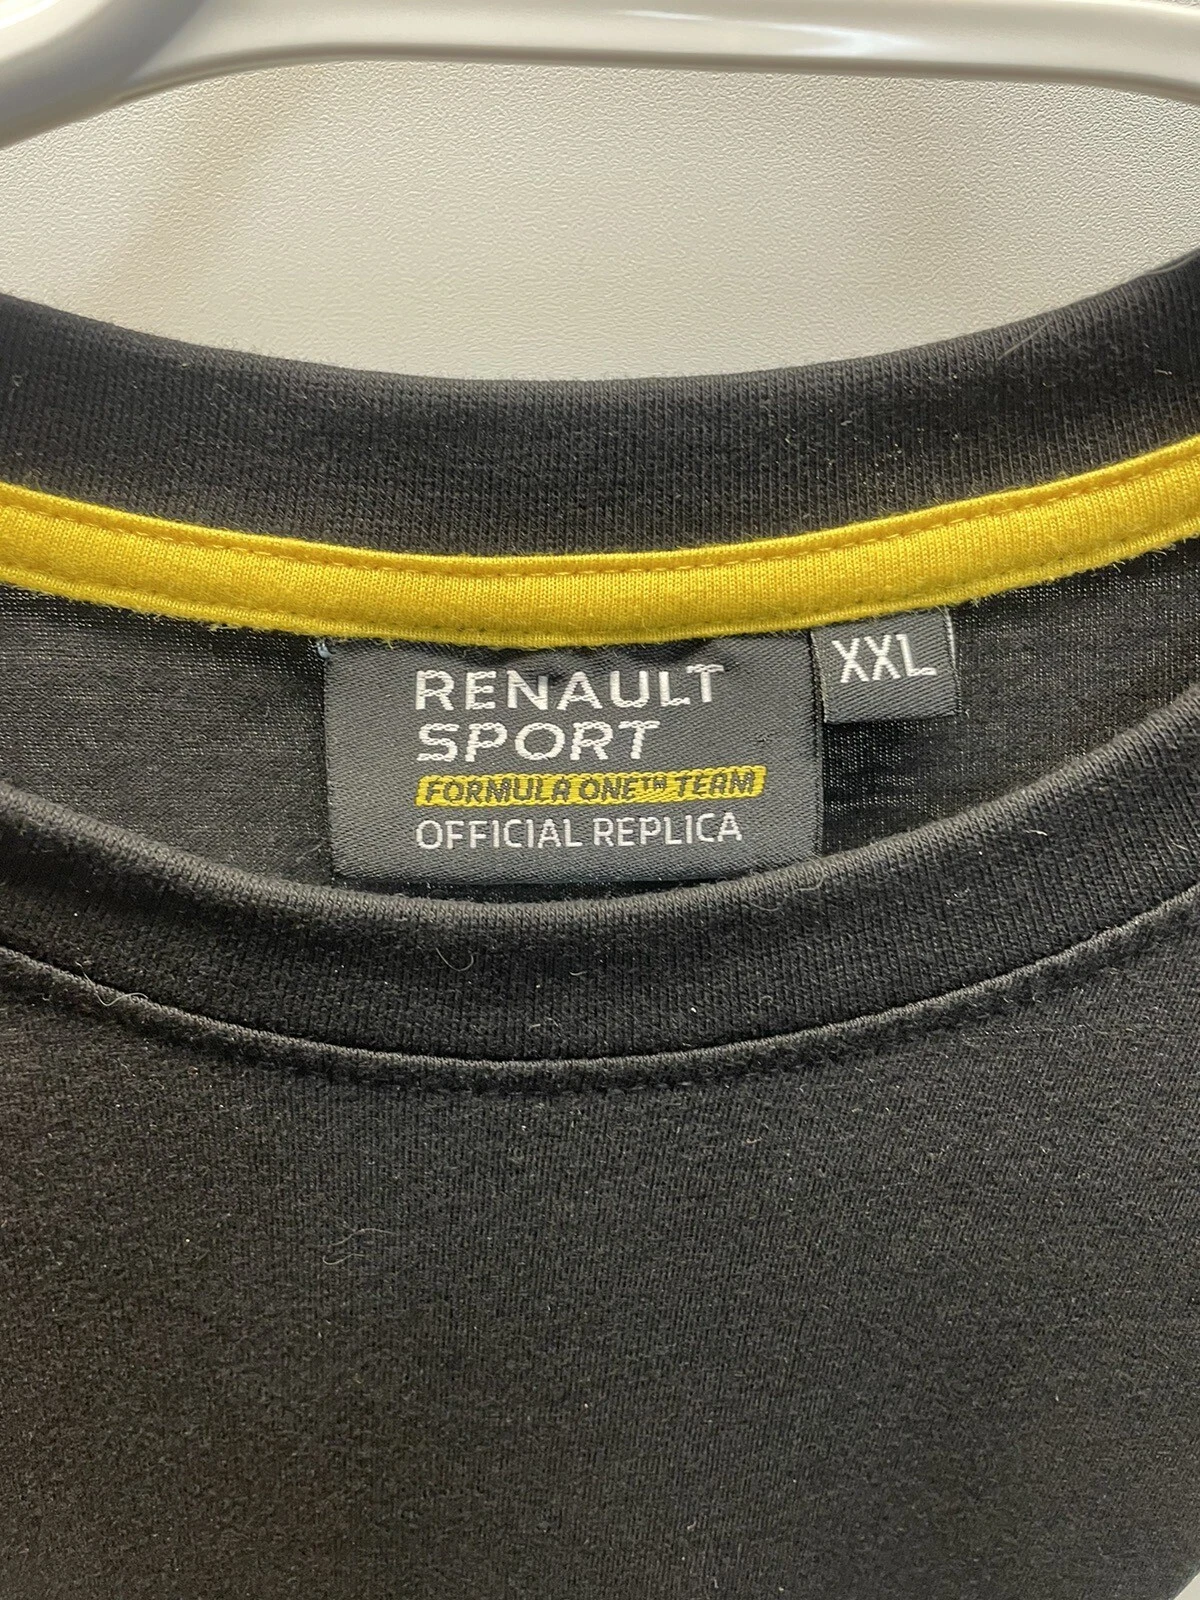 RENAULT
SPORT
FORMULA ONE™ TEAM
OFFICIAL REPLICA
XXL